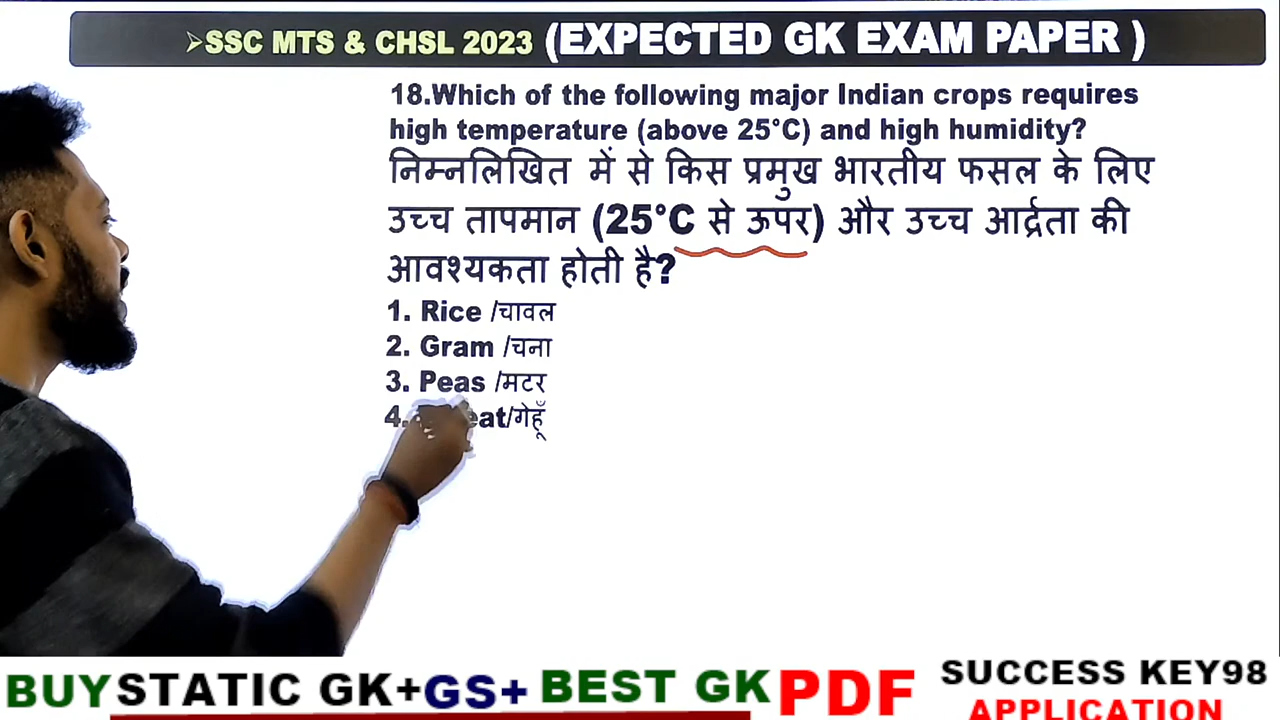 ➢SSC MTS & CHSL 2023 (EXPECTED GK EXAM PAPER )
18.Which of the following major Indian crops requires
high temperature (above 25°C) and high humidity?
निम्नलिखित में से किस प्रमुख भारतीय फसल के लिए
उच्च तापमान (25°C से ऊपर) और उच्च आर्द्रता की
आवश्यकता होती है?
1. Rice /चावल
2. Gram /चना
3. Peas /मटर
4. eat/गेहूँ
BUY STATIC GK+GS+ BEST GK PDF
SUCCESS KEY98
APPLICATION